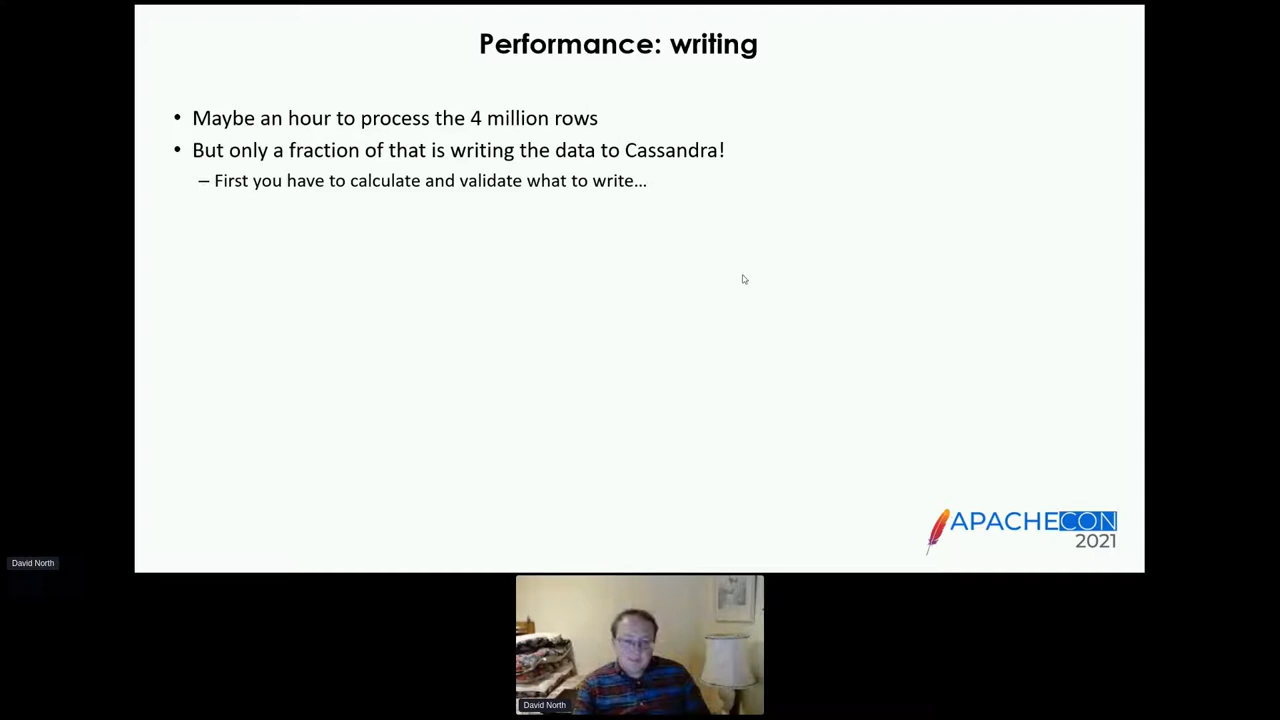 Performance: writing
• Maybe an hour to process the 4 million rows
• But only a fraction of that is writing the data to Cassandra!
– First you have to calculate and validate what to write…
APACHECON
2021
David North
David North